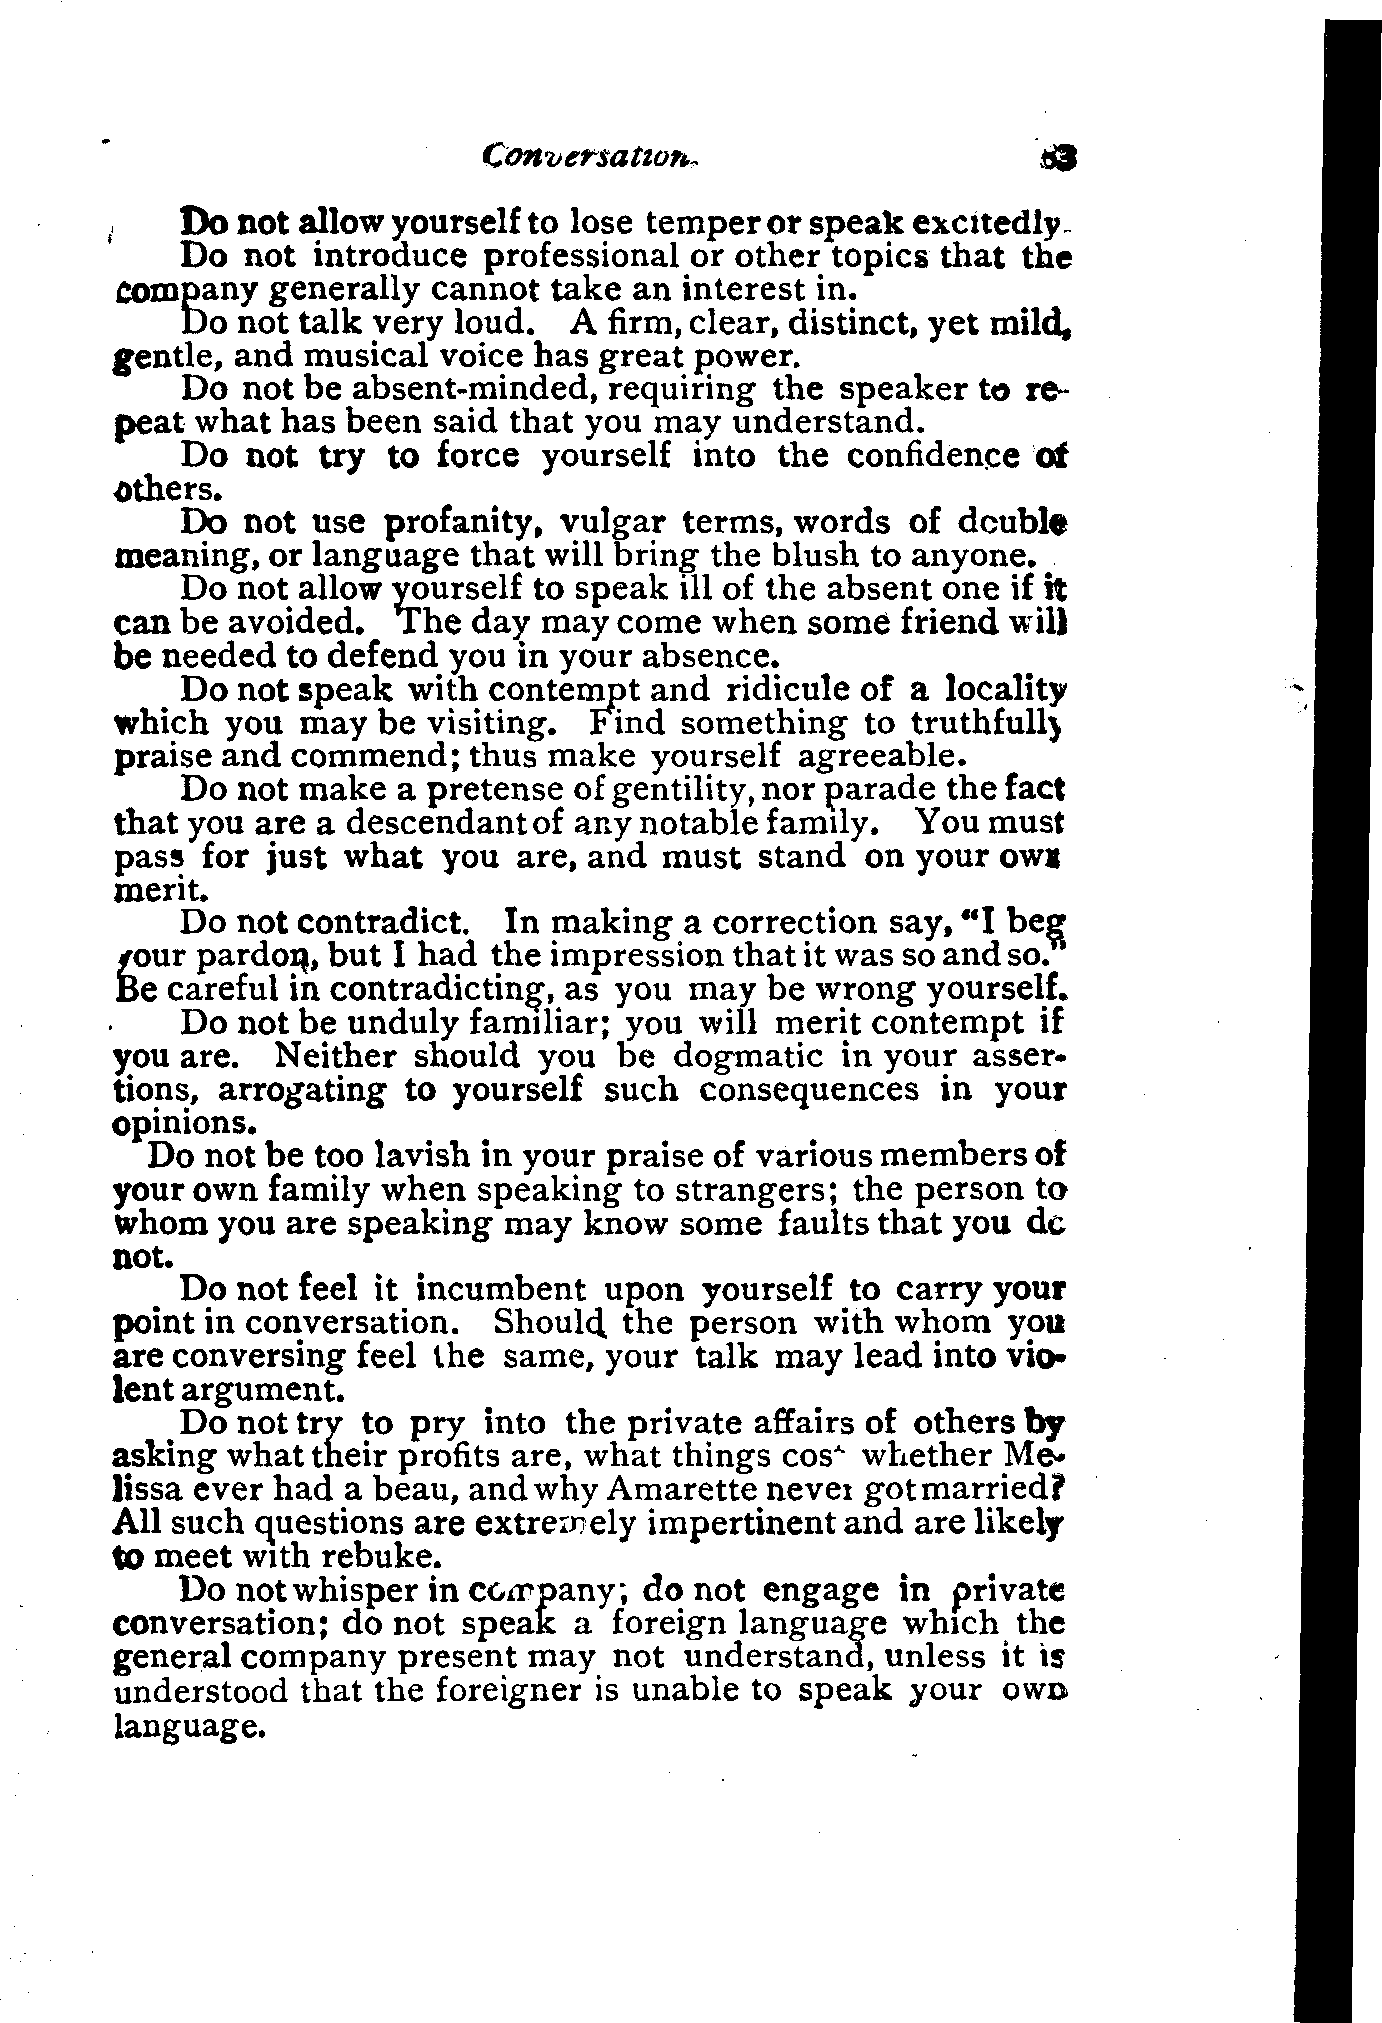 Conversation.
Do not allow yourself to lose temper or speak excitedly.
Do not introduce professional or other topics that the
company generally cannot take an interest in.
Do not talk very loud. A firm, clear, distinct, yet mild,
gentle, and musical voice has great power.
Do not be absent-minded, requiring the speaker to re-
peat what has been said that you may understand.
Do not try to force yourself into the confidence of
others.
Do not use profanity, vulgar terms, words of double
meaning, or language that will bring the blush to anyone.
Do not allow yourself to speak ill of the absent one if it
can be avoided. The day may come when some friend will
be needed to defend you in your absence.
Do not speak with contempt and ridicule of a locality
which you may be visiting. Find something to truthfully
praise and commend; thus make yourself agreeable.
Do not make a pretense of gentility, nor parade the fact
that you are a descendant of any notable family. You must
pass for just what you are, and must stand on your own
merit.
Do not contradict. In making a correction say, "I beg
your pardon, but I had the impression that it was so and so."
Be careful in contradicting, as you may be wrong yourself.
Do not be unduly familiar; you will merit contempt if
you are. Neither should you be dogmatic in your asser-
tions, arrogating to yourself such consequences in your
opinions.
Do not be too lavish in your praise of various members of
your own family when speaking to strangers; the person to
whom you are speaking may know some faults that you do
not.
Do not feel it incumbent upon yourself to carry your
point in conversation. Should the person with whom you
are conversing feel the same, your talk may lead into vio-
lent argument.
Do not try to pry into the private affairs of others by
asking what their profits are, what things cost whether Me-
lissa ever had a beau, and why Amarette never got married?
All such questions are extremely impertinent and are likely
to meet with rebuke.
Do not whisper in company; do not engage in private
conversation; do not speak a foreign language which the
general company present may not understand, unless it is
understood that the foreigner is unable to speak your own
language.